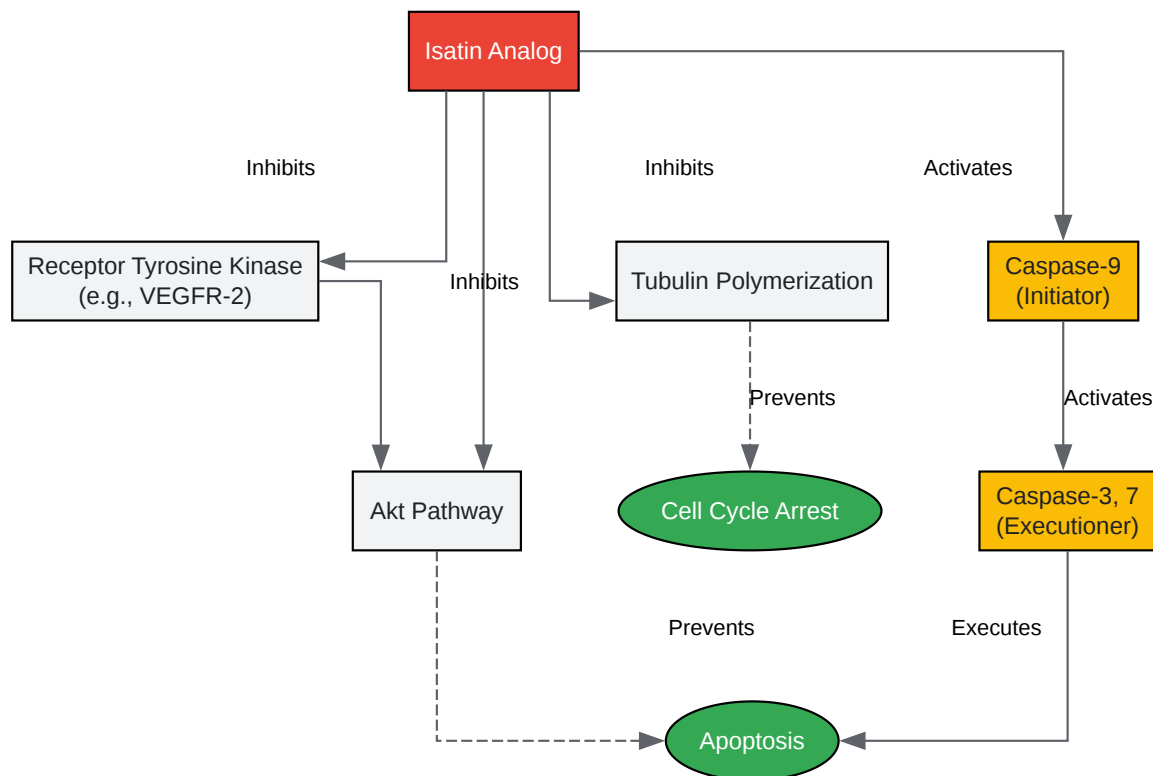 Isatin Analog
Inhibits
Inhibits
Activates
Receptor Tyrosine Kinase
(e.g., VEGFR-2)
Inhibits
Tubulin Polymerization
Caspase-9
(Initiator)
Prevents
Activates
Akt Pathway
Cell Cycle Arrest
Caspase-3, 7
(Executioner)
Prevents
Executes
Apoptosis